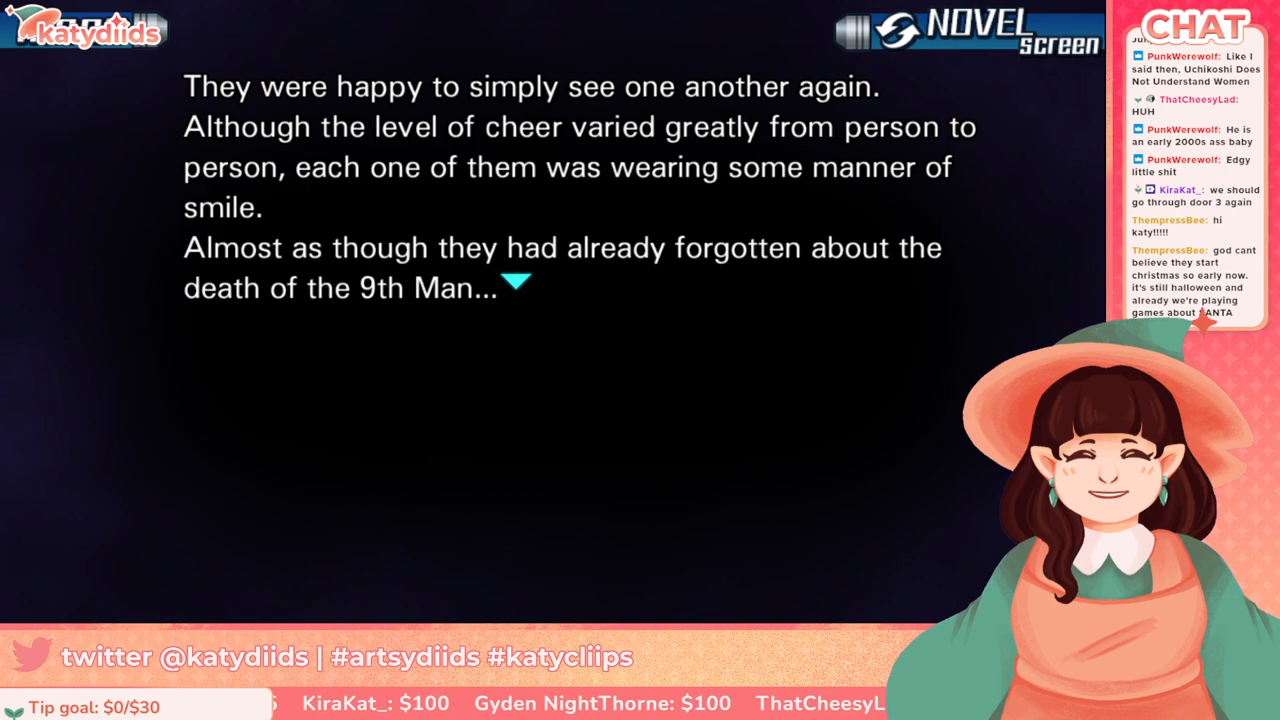 katydiids
NOVEL
Screen
CHAT
They were happy to simply see one another again.
Although the level of cheer varied greatly from person to
person, each one of them was wearing some manner of
smile.
Almost as though they had already forgotten about the
death of the 9th Man...
PunkWerewolf: Like I
said then, Uchikoshi Does
Not Understand Women
ThatCheesyLad:
HUH
PunkWerewolf: He is
an early 2000s ass baby
PunkWerewolf: Edgy
little shit
KiraKat_: we should
go through door 3 again
ThempressBee: hi
katy!!!!!
ThempressBee: god cant
believe they start
christmas so early now.
it's still halloween and
already we're playing
games about SANTA
twitter @katydiids | #artsydiids #katycliips
Tip goal: $0/$30
KiraKat_: $100 Gyden NightThorne: $100 ThatCheesyL